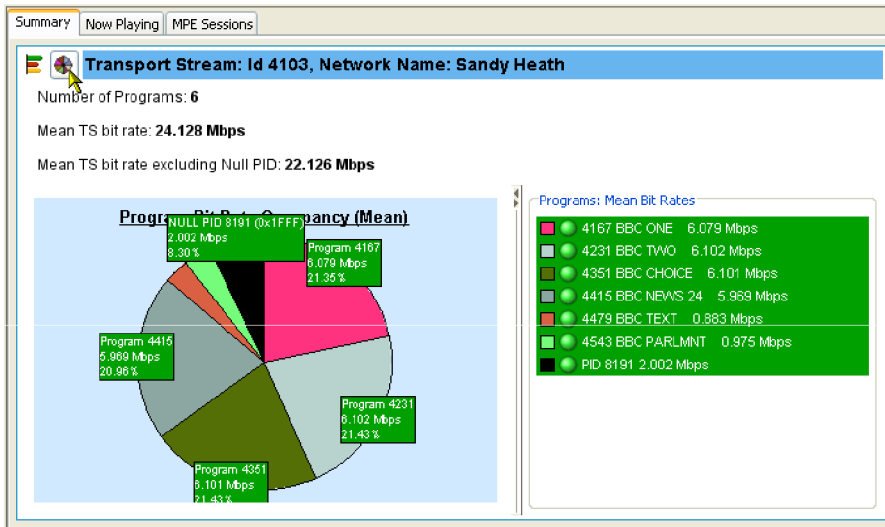 Summary
Now Playing
MPE Sessions
Transport Stream: Id 4103, Network Name: Sandy Heath
Number of Programs: 6
Mean TS bit rate: 24.128 Mbps
Mean TS bit rate excluding Null PID: 22.126 Mbps
(Mean)
NULL PID 8191 (0x1FFF)
2.002 Mbps
8.30%
Program 4167
6.079 Mbps
21.35%
Program 4415
5.969 Mbps
20.96%
Program 4231
6.102 Mbps
21.43%
Program 4351
6.101 Mbps
21.43%
Programs: Mean Bit Rates
4167 BBC ONE 6.079 Mbps
4231 BBC TWO 6.102 Mbps
4351 BBC CHOICE 6.101 Mbps
4415 BBC NEWS 24 5.969 Mbps
4479 BBC TEXT 0.883 Mbps
4543 BBC PARLMNT 0.975 Mbps
PID 8191 2.002 Mbps